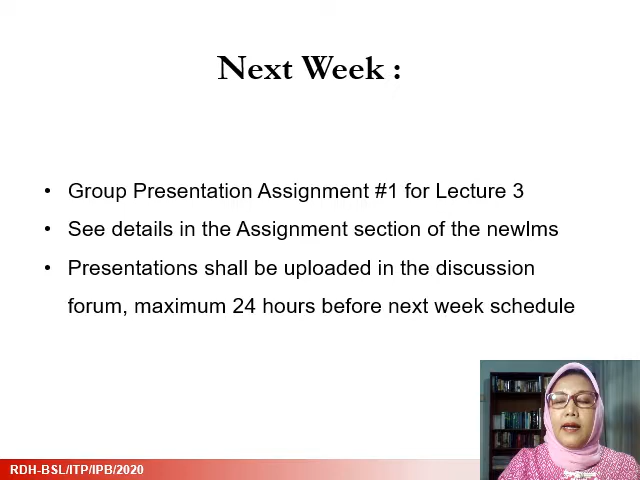 Next Week :
• Group Presentation Assignment #1 for Lecture 3
• See details in the Assignment section of the newlms
• Presentations shall be uploaded in the discussion
forum, maximum 24 hours before next week schedule
RDH-BSL/ITP/IPB/2020